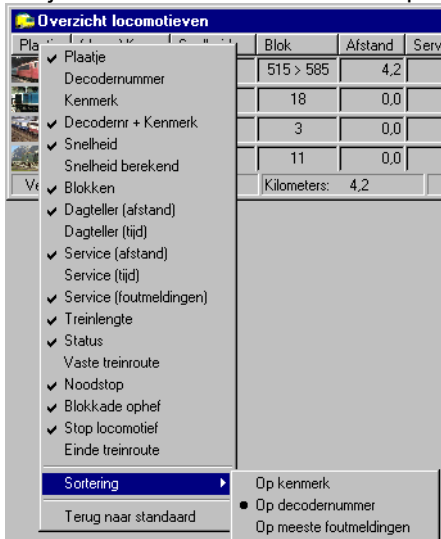 Overzicht locomotieven
Blok Afstand Serv
515 > 585 4,2
18 0,0
3 0,0
11 0,0
Kilometers: 4,2
Plaatje
Decodernummer
Kenmerk
Decodernr + Kenmerk
Snelheid
Snelheid berekend
Blokken
Dagteller (afstand)
Dagteller (tijd)
Service (afstand)
Service (tijd)
Service (foutmeldingen)
Treinlengte
Status
Vaste treinroute
Noodstop
Blokkade ophef
Stop locomotief
Einde treinroute
Sortering
Terug naar standaard
Op kenmerk
Op decodernummer
Op meeste foutmeldingen